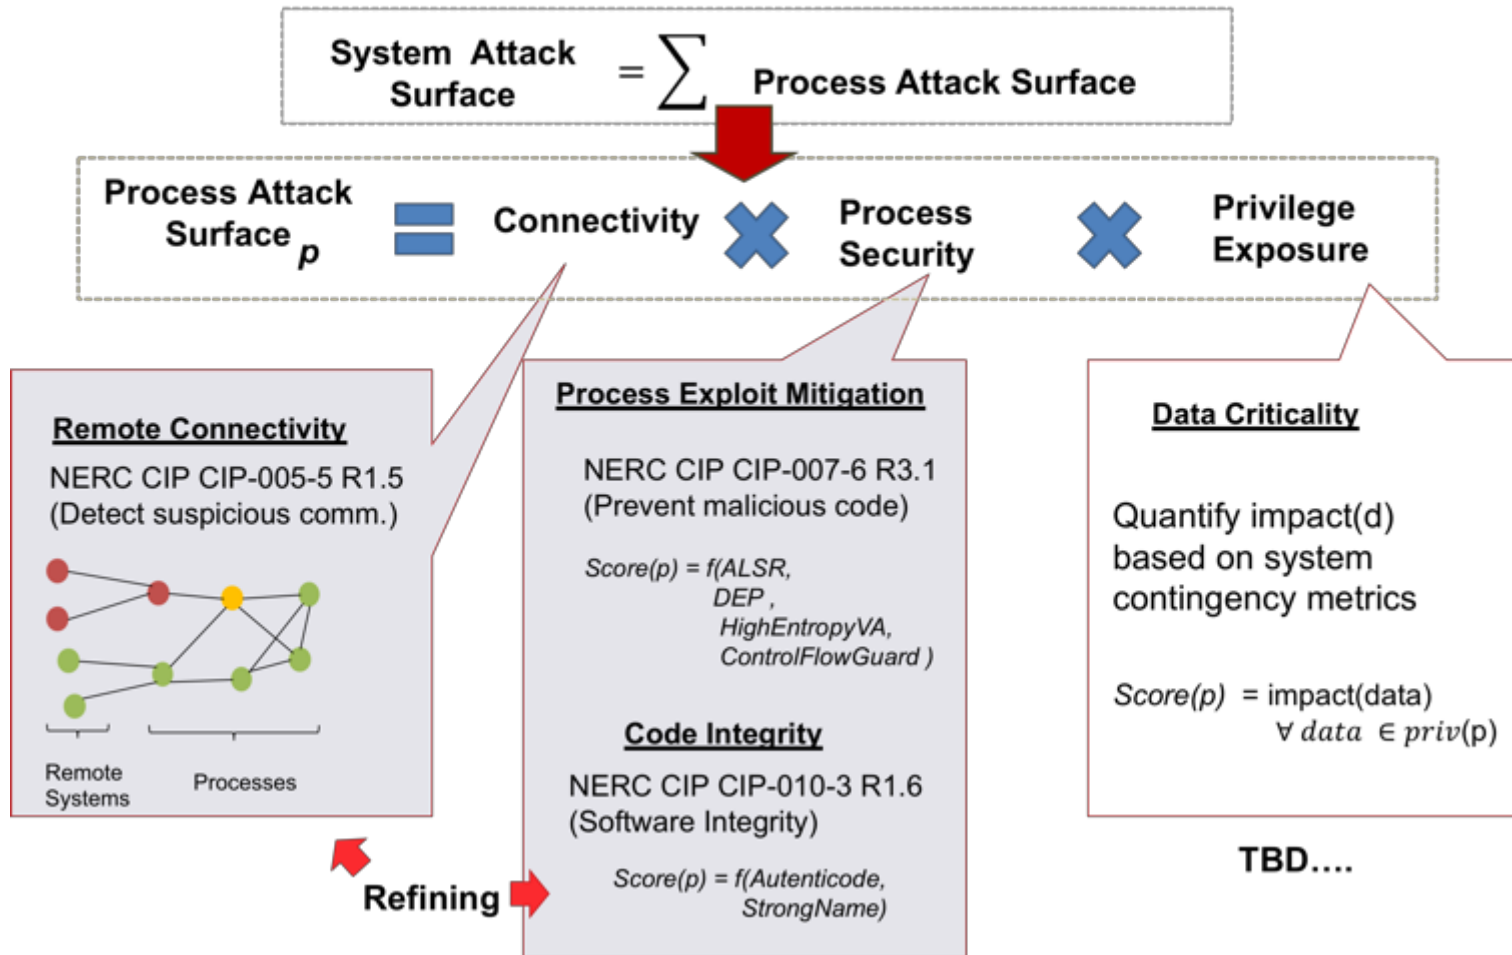 System Attack
Surface
= ∑ Process Attack Surface
Process Attack
Surface p
Connectivity
Process
Security
Privilege
Exposure
Remote Connectivity
NERC CIP CIP-005-5 R1.5
(Detect suspicious comm.)
Remote
Systems
Processes
Process Exploit Mitigation
NERC CIP CIP-007-6 R3.1
(Prevent malicious code)
Score(p) = f(ALSR,
DEP ,
HighEntropyVA,
ControlFlowGuard )
Code Integrity
NERC CIP CIP-010-3 R1.6
(Software Integrity)
Score(p) = f(Autenticode,
StrongName)
Data Criticality
Quantify impact(d)
based on system
contingency metrics
Score(p) = impact(data)
∀ data ∈ priv(p)
Refining
TBD....